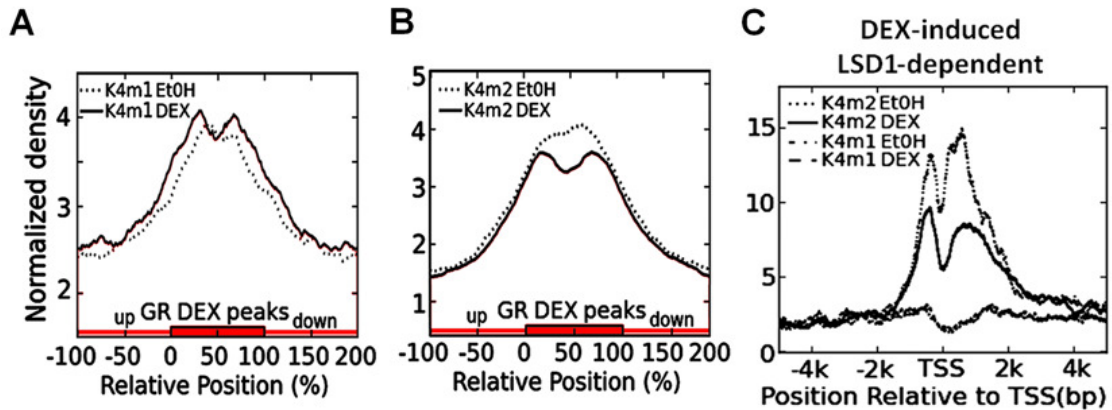 A
K4m1 Et0H
K4m1 DEX
Normalized density
4
3
2
up GR DEX peaks down
-100 -50 0 50 100 150 200
Relative Position (%)
B
K4m2 Et0H
K4m2 DEX
5
4
3
2
1
up GR DEX peaks down
-100 -50 0 50 100 150 200
Relative Position (%)
C
DEX-induced
LSD1-dependent
K4m2 Et0H
K4m2 DEX
K4m1 Et0H
K4m1 DEX
15
10
5
0
-4k -2k TSS 2k 4k
Position Relative to TSS(bp)